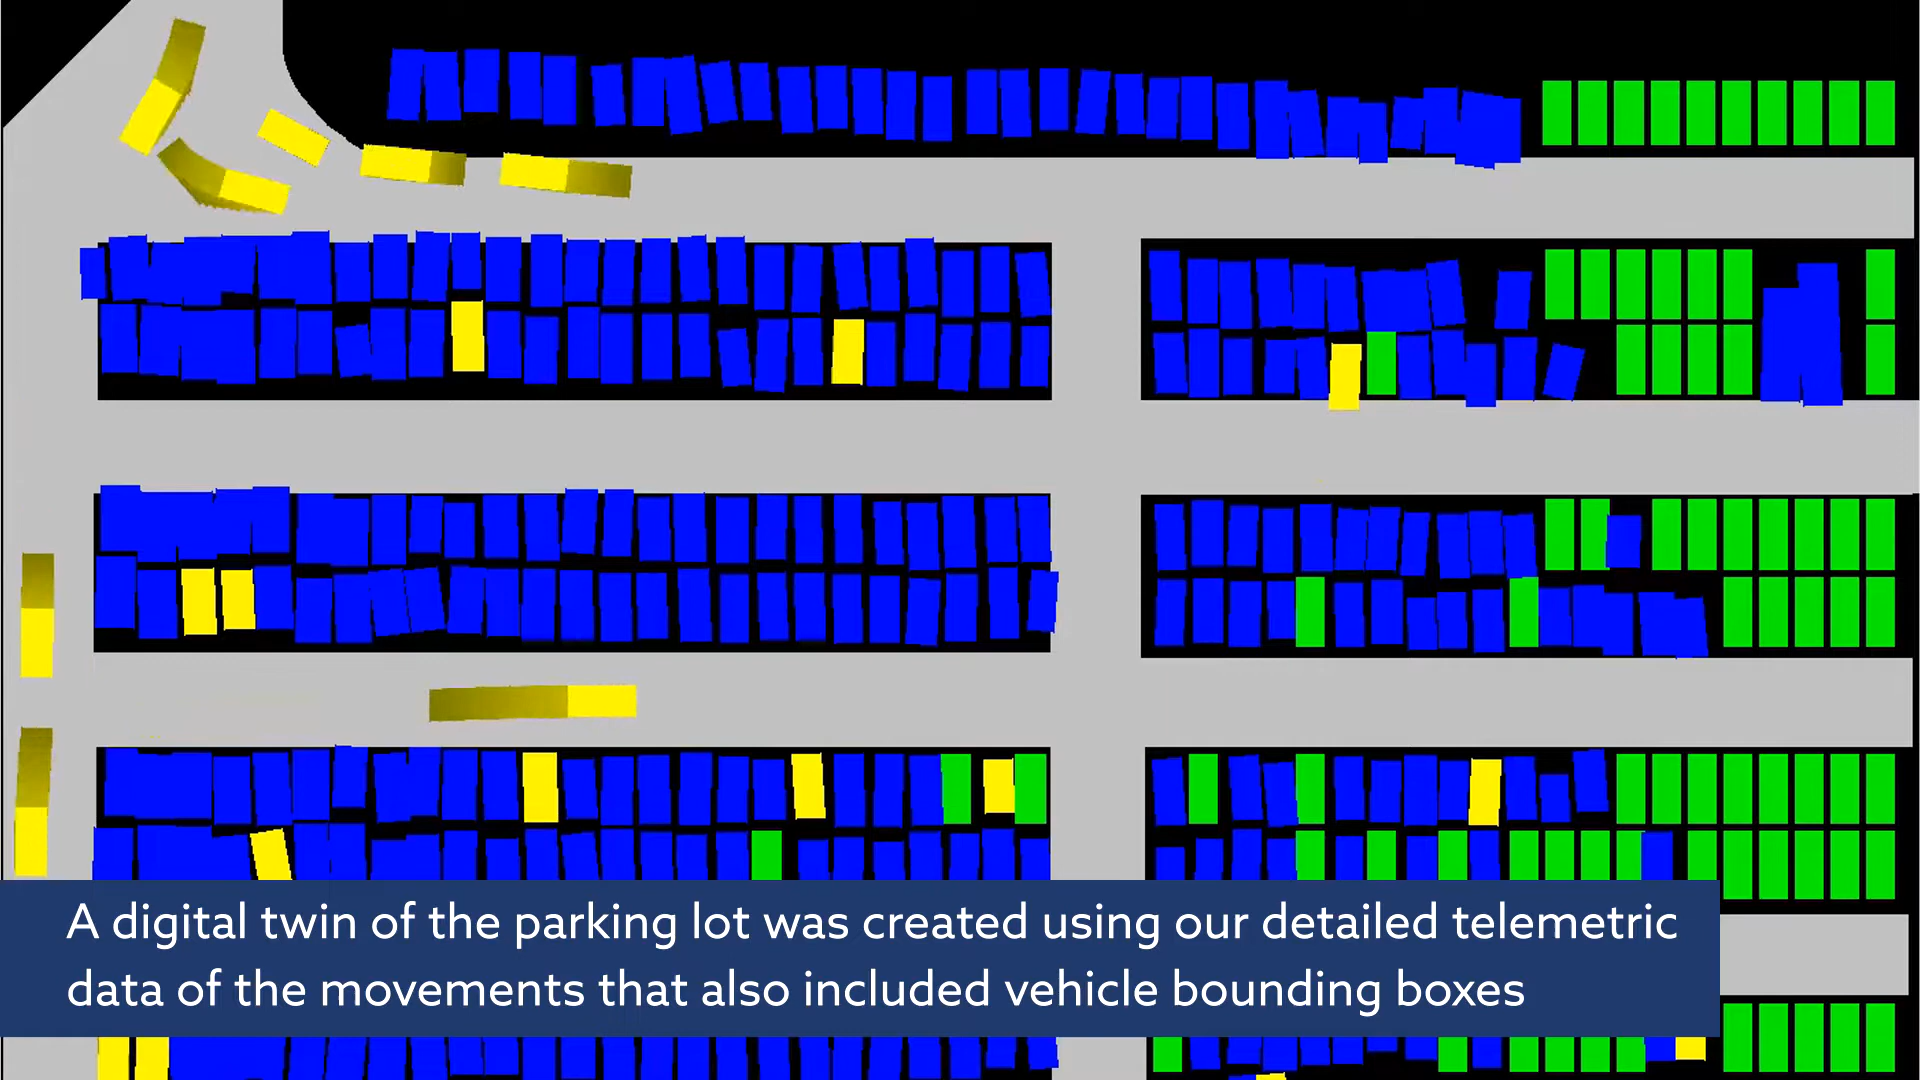 A digital twin of the parking lot was created using our detailed telemetric
data of the movements that also included vehicle bounding boxes